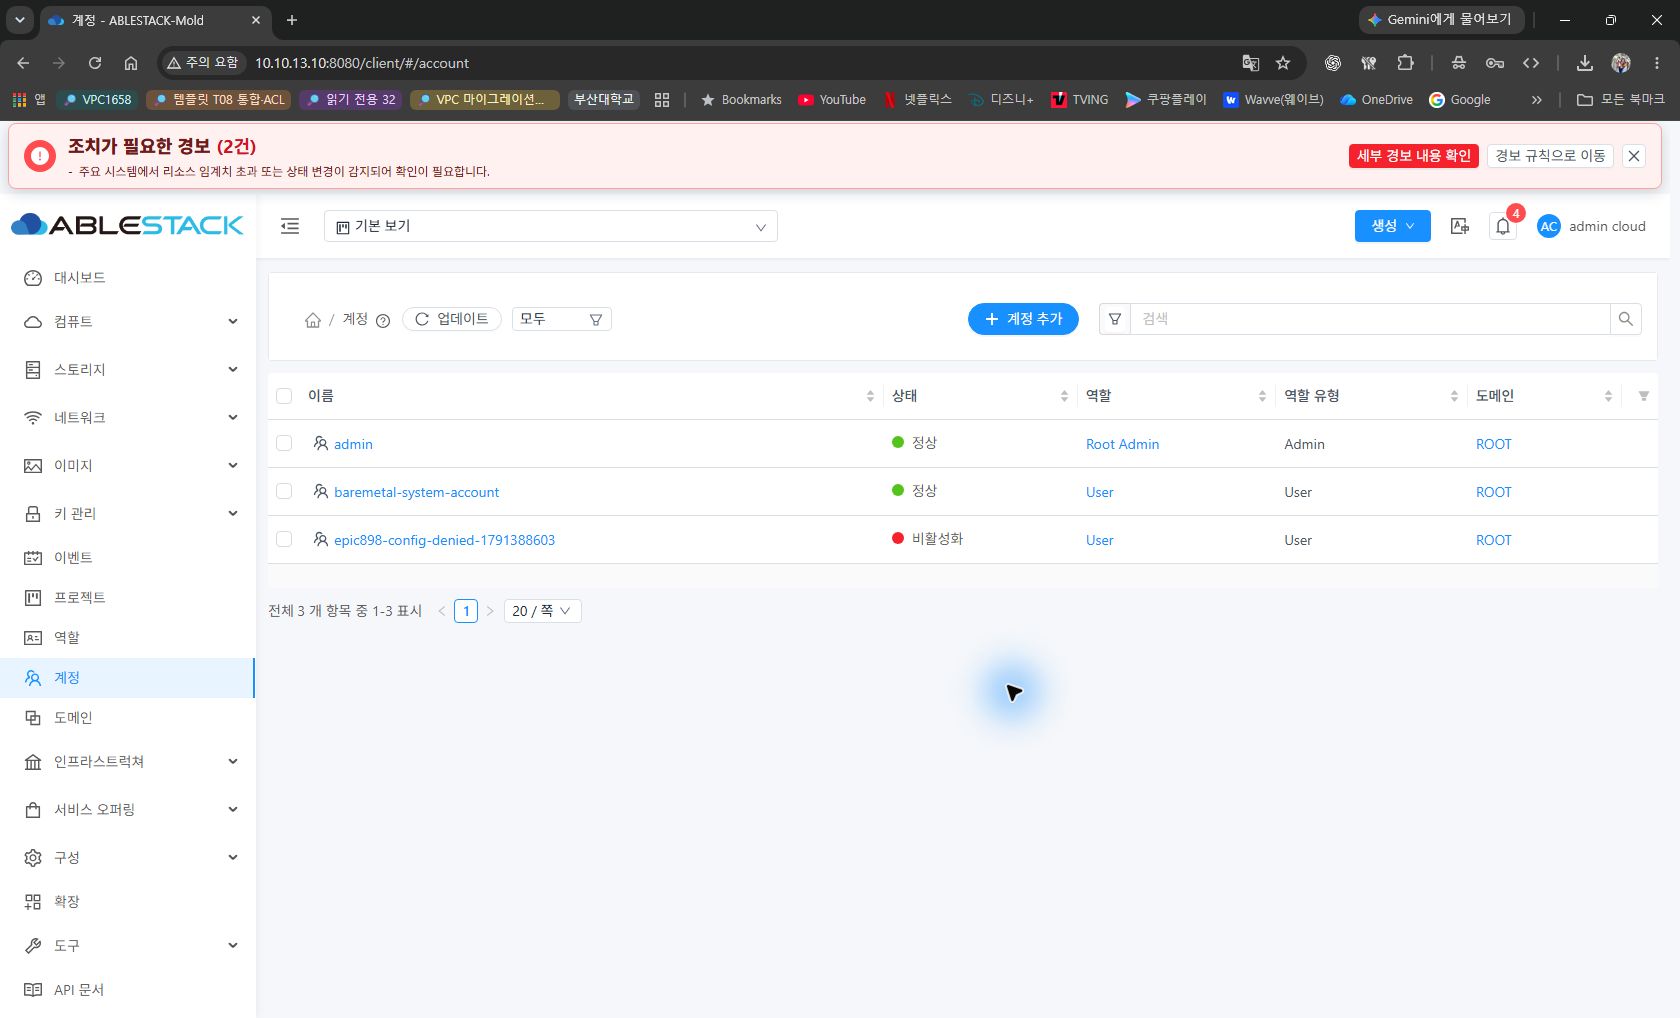 계정 - ABLESTACK-Mold
Gemini에게 물어보기
주의 요함 10.10.13.10:8080/client/#/account
앱 VPC1658 템플릿 T08 통합·ACL 읽기 전용 32 VPC 마이그레이션... 부산대학교 Bookmarks YouTube 넷플릭스 디즈니+ TVING 쿠팡플레이 Wavve(웨이브) OneDrive Google 모든 북마크
조치가 필요한 경보 (2건)
- 주요 시스템에서 리소스 임계치 초과 또는 상태 변경이 감지되어 확인이 필요합니다.
세부 경보 내용 확인 경보 규칙으로 이동
ABLESTACK
기본 보기
생성
4
AC admin cloud
대시보드
컴퓨트
스토리지
네트워크
이미지
키 관리
이벤트
프로젝트
역할
계정
도메인
인프라스트럭쳐
서비스 오퍼링
구성
확장
도구
API 문서
/ 계정 업데이트 모두
계정 추가 검색
이름 상태 역할 역할 유형 도메인
admin 정상 Root Admin Admin ROOT
baremetal-system-account 정상 User User ROOT
epic898-config-denied-1791388603 비활성화 User User ROOT
전체 3 개 항목 중 1-3 표시 1 20 / 쪽